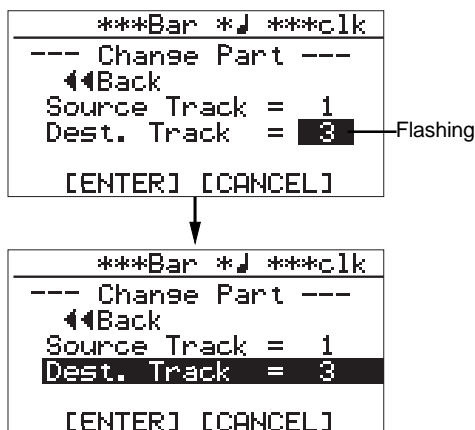 ***Bar *♩ ***clk
--- Change Part ---
◀◀Back
Source Track = 1
Dest. Track = 3
Flashing
[ENTER] [CANCEL]
***Bar *♩ ***clk
--- Change Part ---
◀◀Back
Source Track = 1
Dest. Track = 3
[ENTER] [CANCEL]